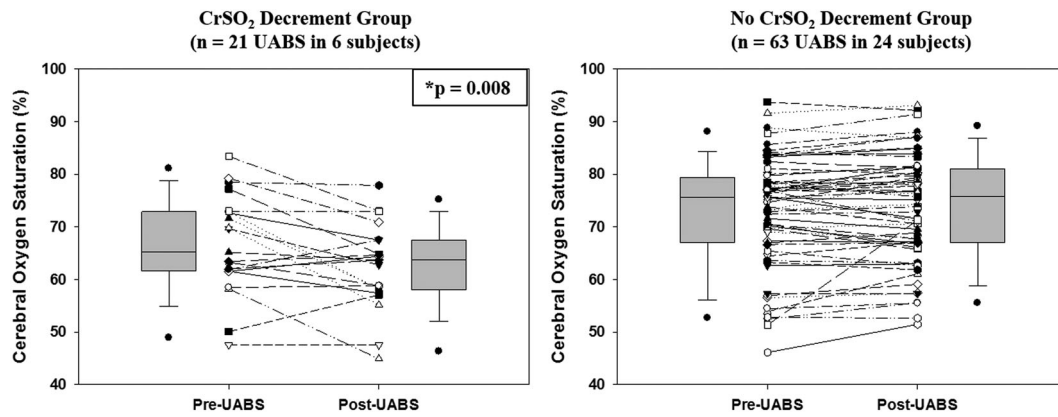 CrSO₂ Decrement Group
(n = 21 UABS in 6 subjects)
*p = 0.008
Cerebral Oxygen Saturation (%)
100
90
80
70
60
50
40
Pre-UABS
Post-UABS
No CrSO₂ Decrement Group
(n = 63 UABS in 24 subjects)
Cerebral Oxygen Saturation (%)
100
90
80
70
60
50
40
Pre-UABS
Post-UABS